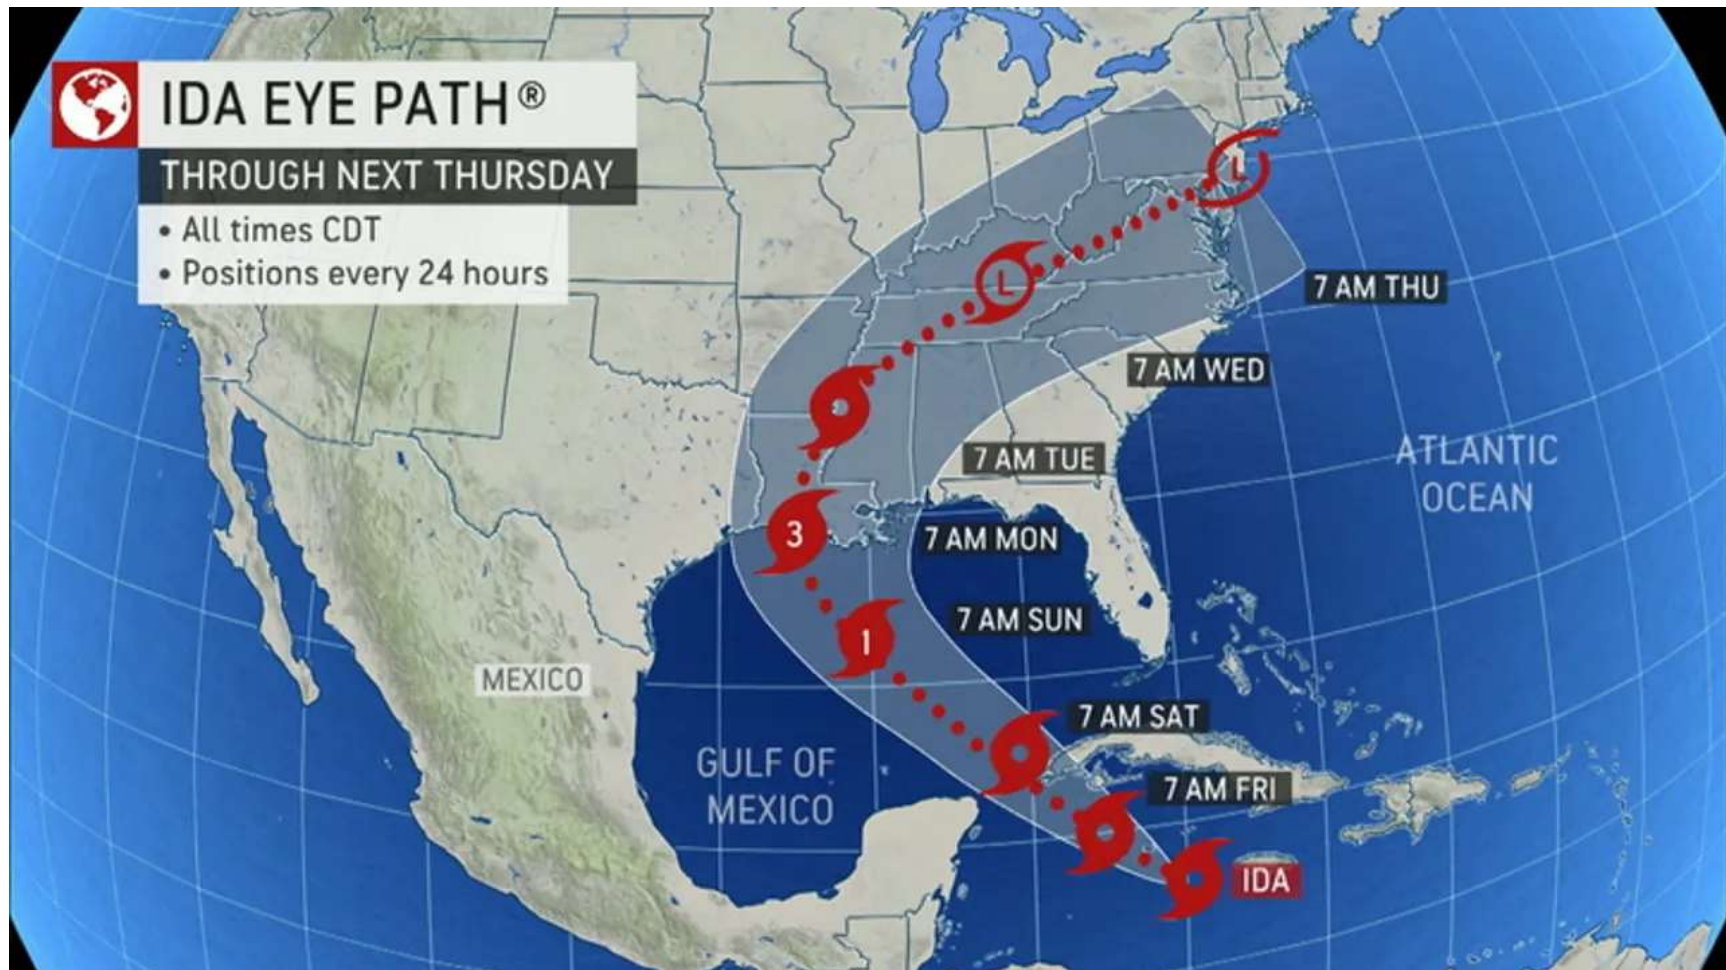 IDA EYE PATH®
THROUGH NEXT THURSDAY
• All times CDT
• Positions every 24 hours
L
7 AM THU
L
7 AM WED
ATLANTIC
OCEAN
7 AM TUE
3
7 AM MON
1
7 AM SUN
MEXICO
7 AM SAT
GULF OF
MEXICO
7 AM FRI
IDA